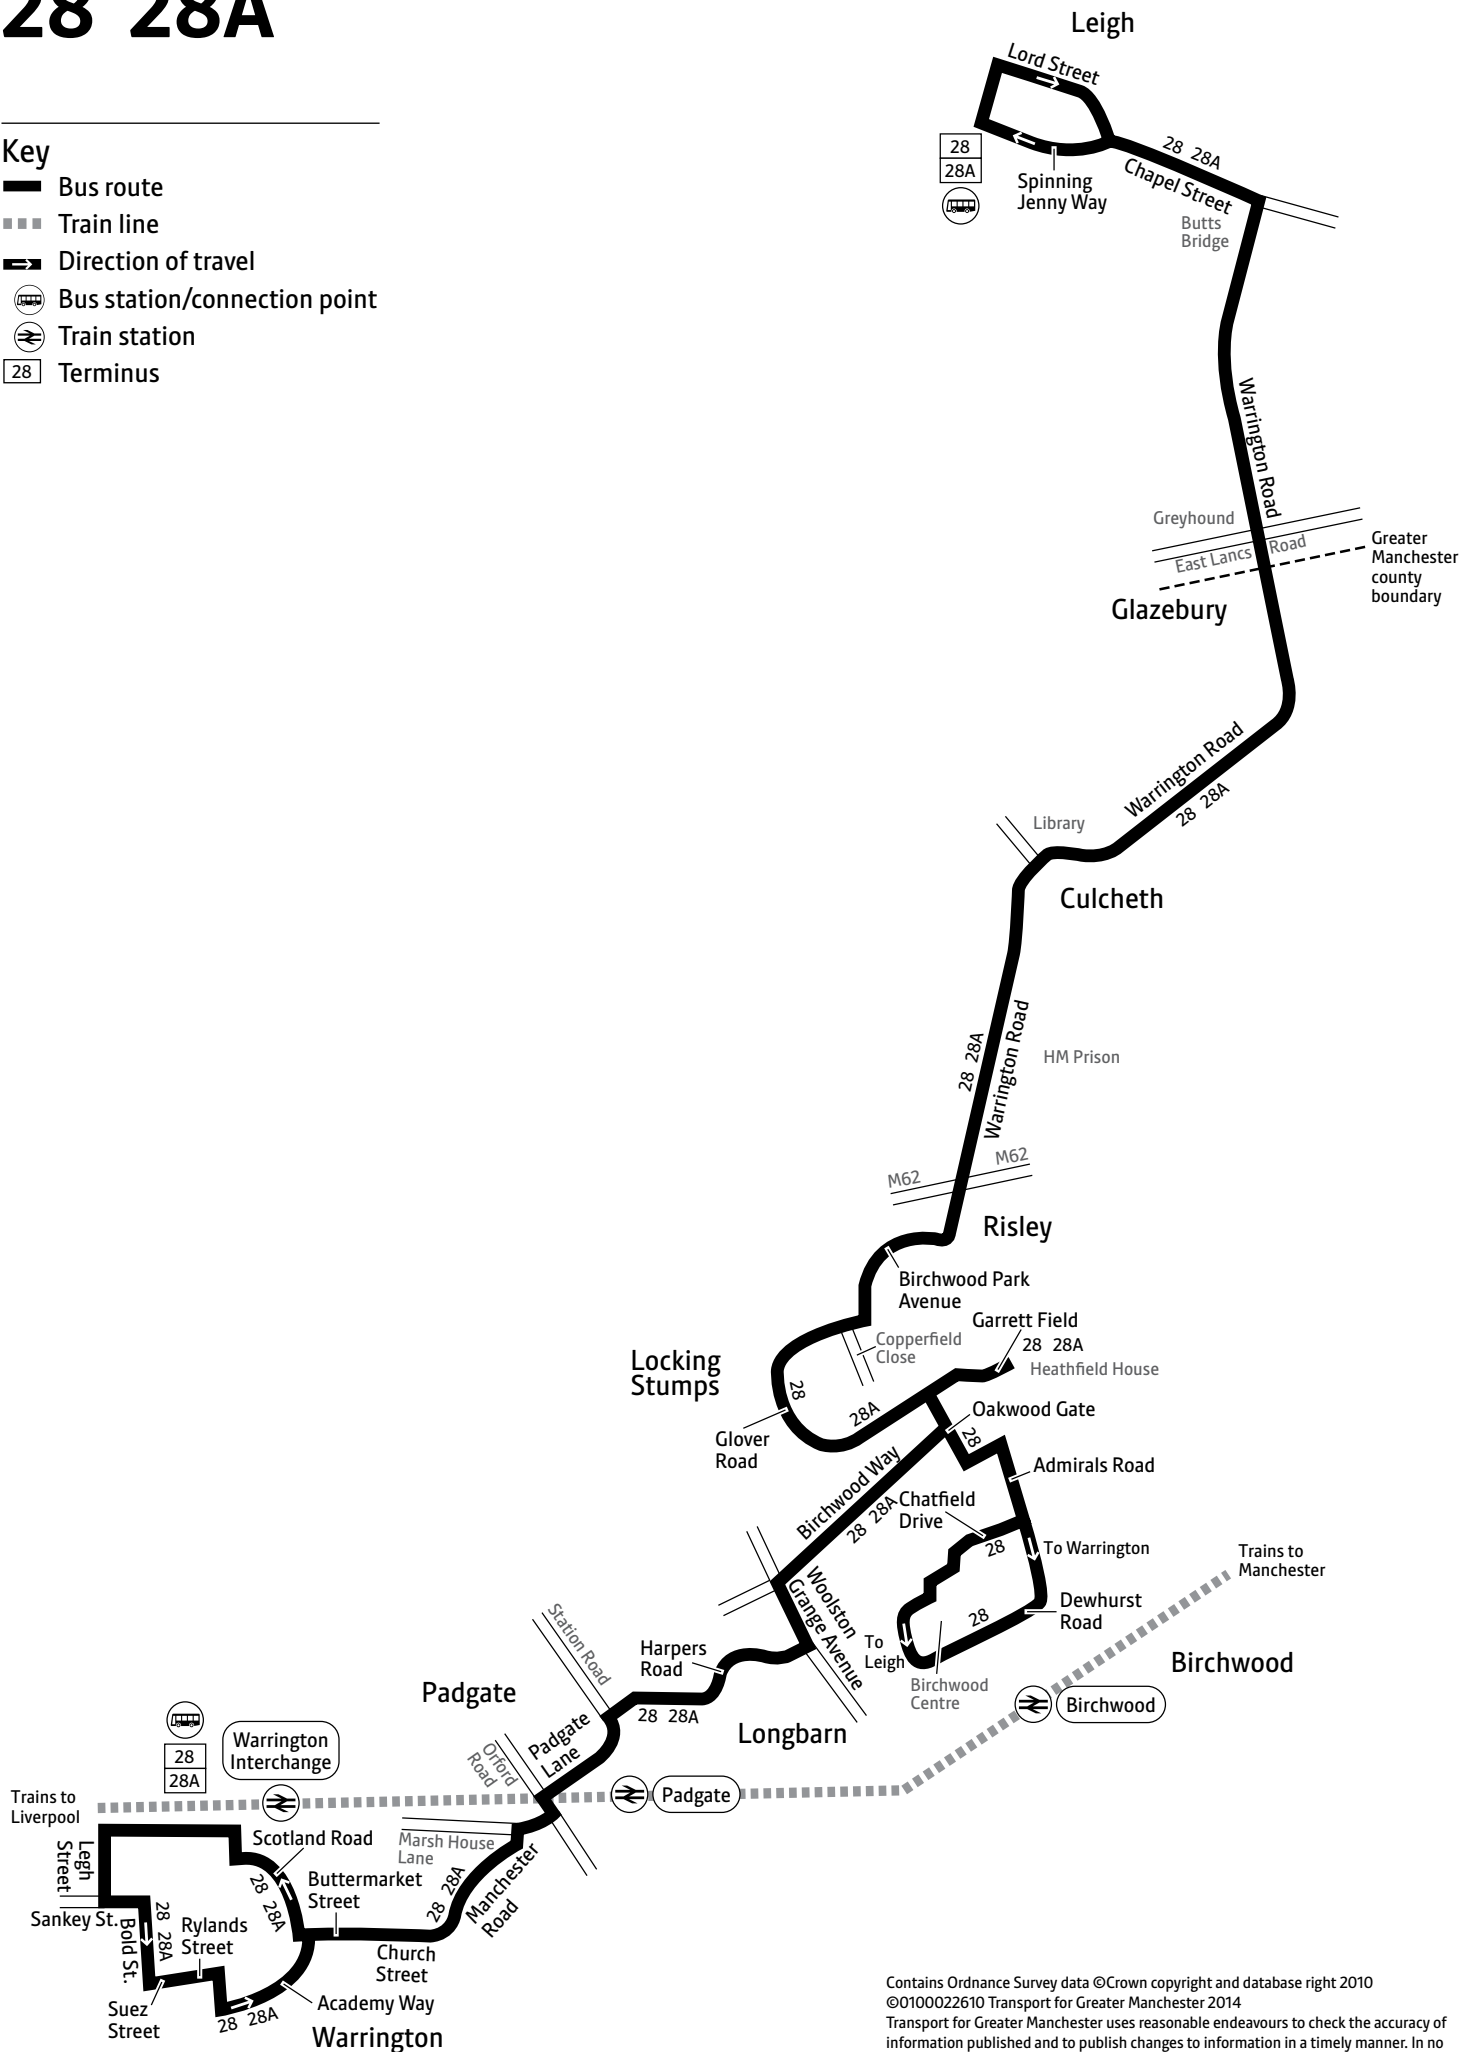 28 28A
Leigh
Lord Street
28
28A
Spinning
Jenny Way
28 28A
Chapel Street
Butts
Bridge
Key
Bus route
Train line
Direction of travel
Bus station/connection point
Train station
28 Terminus
Warrington Road
Greyhound
East Lancs Road
Greater
Manchester
county
boundary
Glazebury
Warrington Road
28 28A
Library
Culcheth
28 28A
Warrington Road
HM Prison
M62
M62
Risley
Birchwood Park
Avenue
Garrett Field
28 28A
Copperfield
Close
Heathfield House
Locking
Stumps
28
28A
Glover
Road
Oakwood Gate
28
Admirals Road
Birchwood Way
28 28A
Chatfield
Drive
28
To Warrington
Trains to
Manchester
Woolston
Grange Avenue
Dewhurst
Road
28
To
Leigh
Birchwood
Centre
Birchwood
Birchwood
Station Road
Harpers
Road
28 28A
Longbarn
Padgate
Padgate
Lane
Orford
Road
Padgate
Warrington
Interchange
28
28A
Trains to
Liverpool
Legh
Street
Scotland Road
28 28A
Marsh House
Lane
Buttermarket
Street
28 28A
Manchester
Road
Sankey St.
Bold St.
28 28A
Rylands
Street
Church
Street
Suez
Street
28 28A
Academy Way
Warrington
Contains Ordnance Survey data ©Crown copyright and database right 2010
©0100022610 Transport for Greater Manchester 2014
Transport for Greater Manchester uses reasonable endeavours to check the accuracy of
information published and to publish changes to information in a timely manner. In no